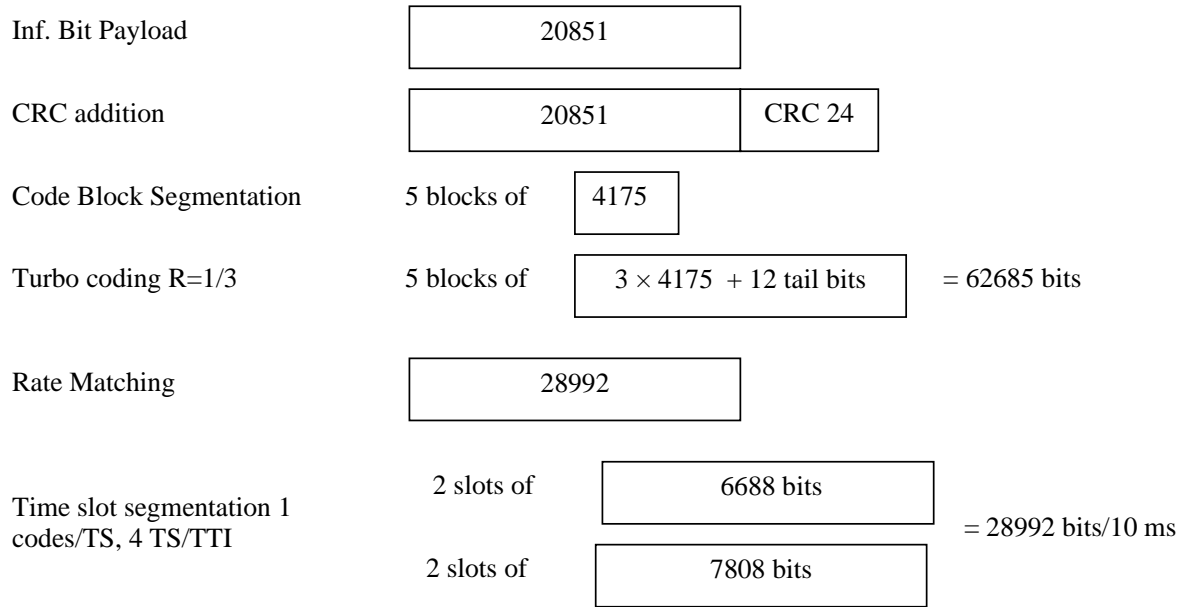 Inf. Bit Payload 20851
CRC addition 20851 CRC 24
Code Block Segmentation 5 blocks of 4175
Turbo coding R=1/3 5 blocks of 3 × 4175 + 12 tail bits = 62685 bits
Rate Matching 28992
Time slot segmentation 1
codes/TS, 4 TS/TTI
2 slots of 6688 bits
2 slots of 7808 bits
= 28992 bits/10 ms